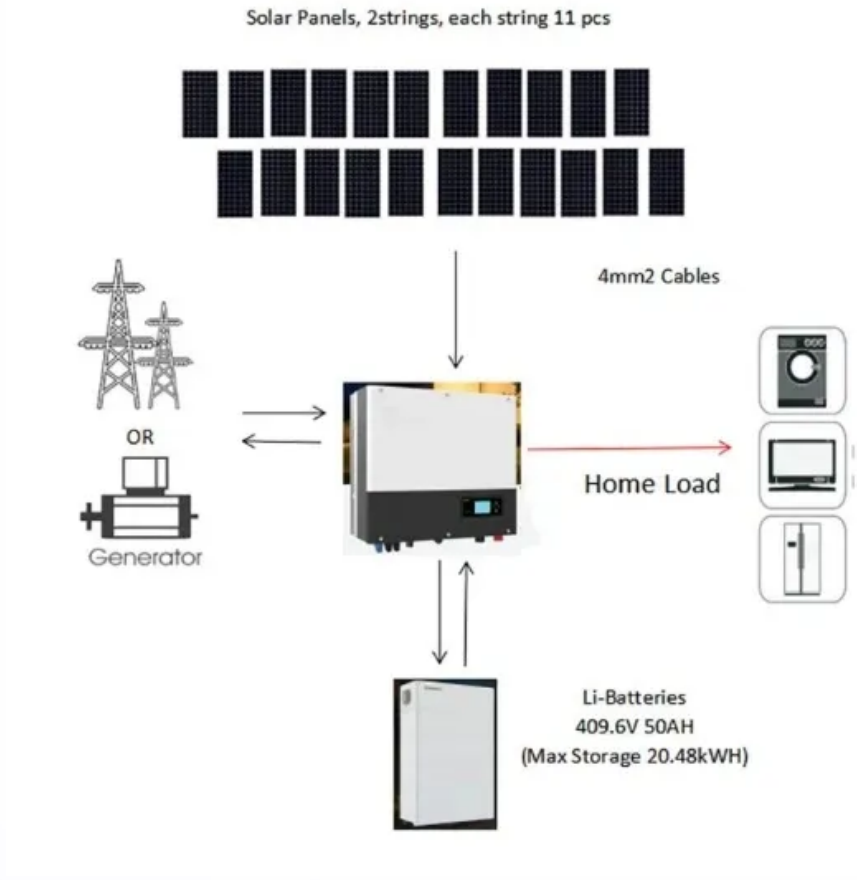 Solar Panels, 2strings, each string 11 pcs
4mm2 Cables
OR
Home Load
Generator
Li-Batteries
409.6V 50AH
(Max Storage 20.48kWH)